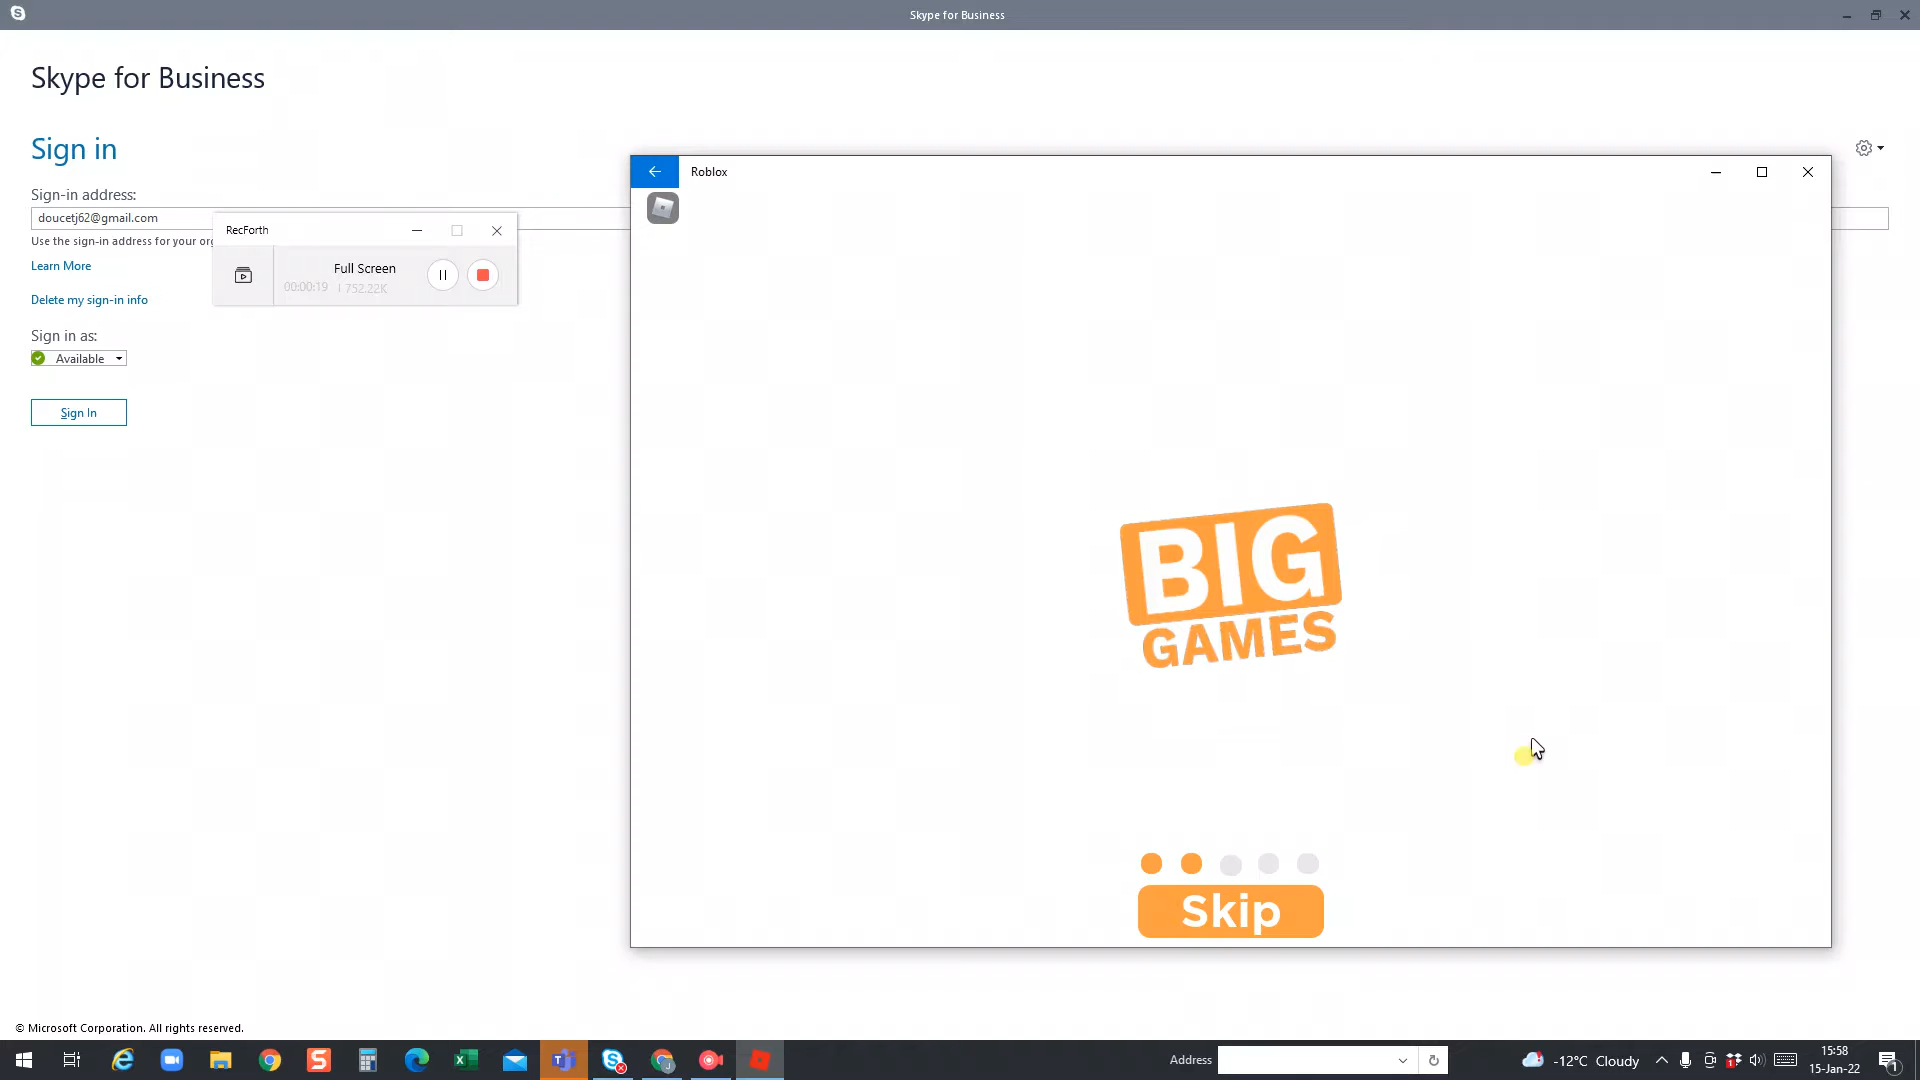 Skype for Business
Skype for Business
Sign in
Sign-in address:
doucetj62@gmail.com
Use the sign-in address for your
Learn More
Delete my sign-in info
Sign in as:
Available
Sign In
RecForth
Full Screen
00:00:19 | 752.22K
Roblox
BIG
GAMES
Skip
© Microsoft Corporation. All rights reserved.
Address
-12°C Cloudy
15:58
15-Jan-22